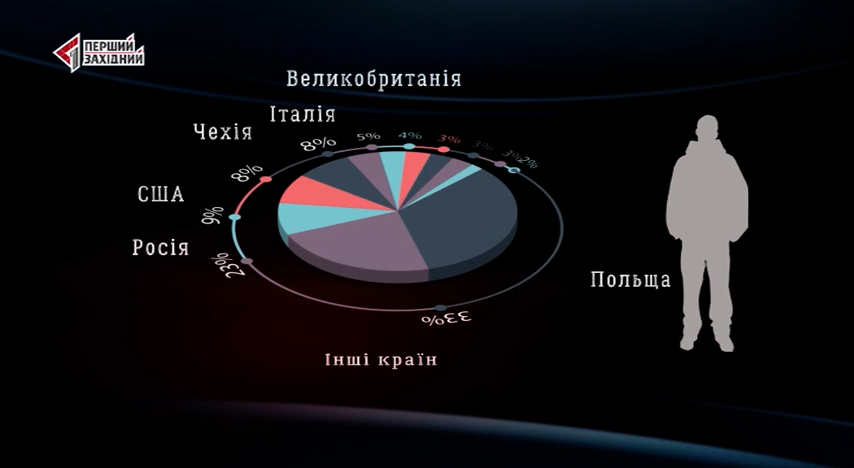 ПЕРШИЙ
ЗАХІДНИЙ
Великобританія
Італія
Чехія
США
Росія
Польща
Інші країн
8%
5%
4%
3%
3%
3%
2%
8%
9%
23%
33%